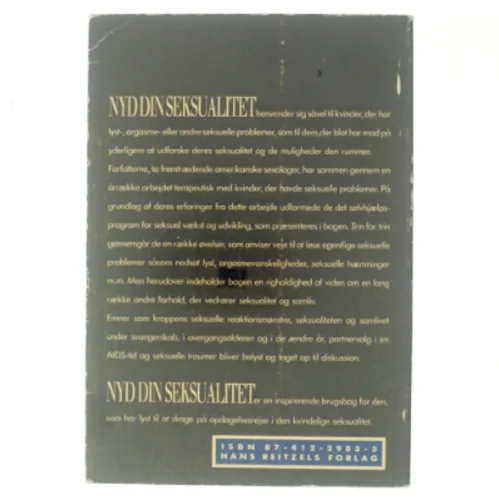 NYD DIN SEKSUALITET henvender sig såvel til kvinder, der har
lyst-, orgasme- eller andre seksuelle problemer, som til dem, der blot har mod på
yderligere at udforske deres seksualitet og de muligheder den rummer.
Forfatterne, to fremtrædende amerikanske sexologer, har sammen gennem en
årrække arbejdet terapeutisk med kvinder, der havde seksuelle problemer. På
grundlag af deres erfaringer fra dette arbejde udformede de det selvhjælps-
program for seksuel vækst og udvikling, som præsenteres i bogen. Trin for trin
gennemgår de en række øvelser, som anviser veje til at løse egentlige seksuelle
problemer såsom nedsat lyst, orgasmevanskeligheder, seksuelle hæmninger
m.m. Men herudover indeholder bogen en righoldighed af viden om en lang
række andre forhold, der vedrører seksualitet og samliv.
Emner som kroppens seksuelle reaktionsmønstre, seksualiteten og samlivet
under svangerskab, i overgangsalderen og i de ændre år, partnervalg i en
AIDS-tid og seksuelle traumer bliver belyst og taget op til diskussion.
NYD DIN SEKSUALITET er en inspirerende brugsbog for den,
som har lyst til at drage på opdagelsesrejse i den kvindelige seksualitet.
ISBN 87-412-2983-5
HANS REITZELS FORLAG